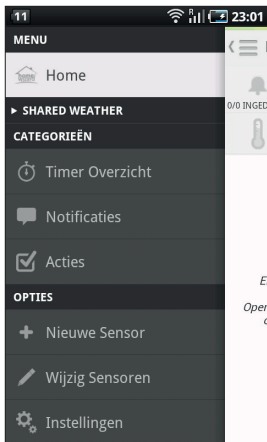 11
R
23:01
MENU
Home
0/0 INGED
SHARED WEATHER
CATEGORIEËN
Timer Overzicht
Notificaties
Acties
OPTIES
Oper
Nieuwe Sensor
Wijzig Sensoren
Instellingen